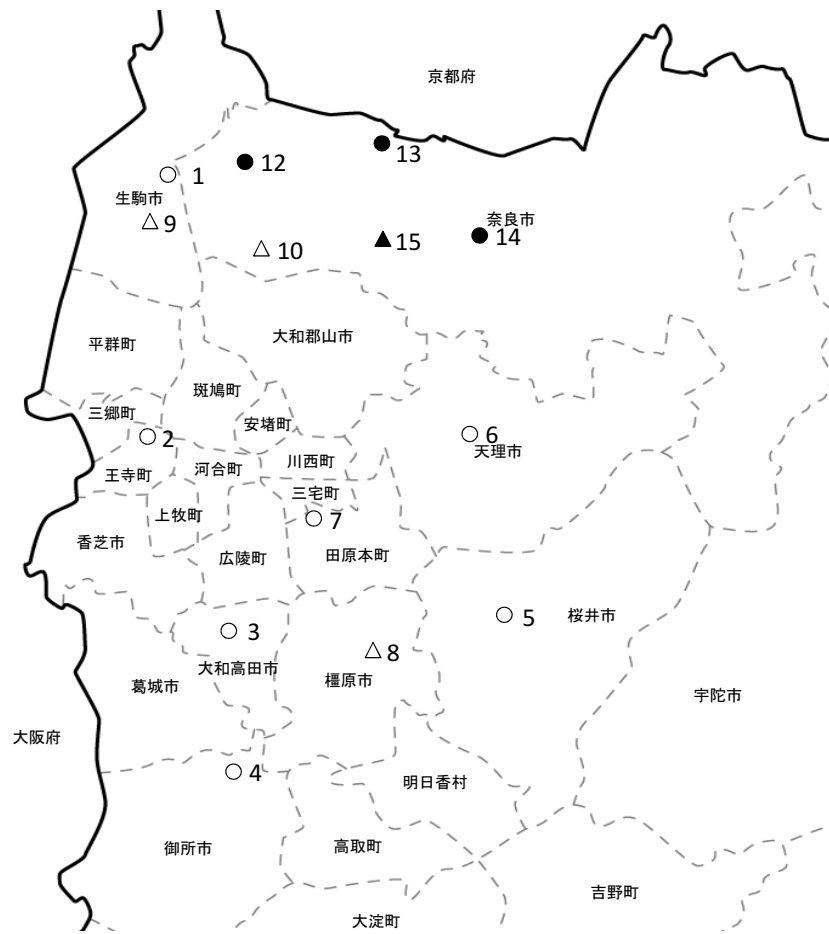 京都府
13
12
1
生駒市
奈良市
9
14
15
10
大和郡山市
平群町
斑鳩町
三郷町
安堵町
2
6
天理市
川西町
河合町
王寺町
三宅町
上牧町
7
香芝市
田原本町
広陵町
5
桜井市
3
8
大和高田市
橿原市
葛城市
宇陀市
大阪府
4
明日香村
高取町
御所市
吉野町
大淀町